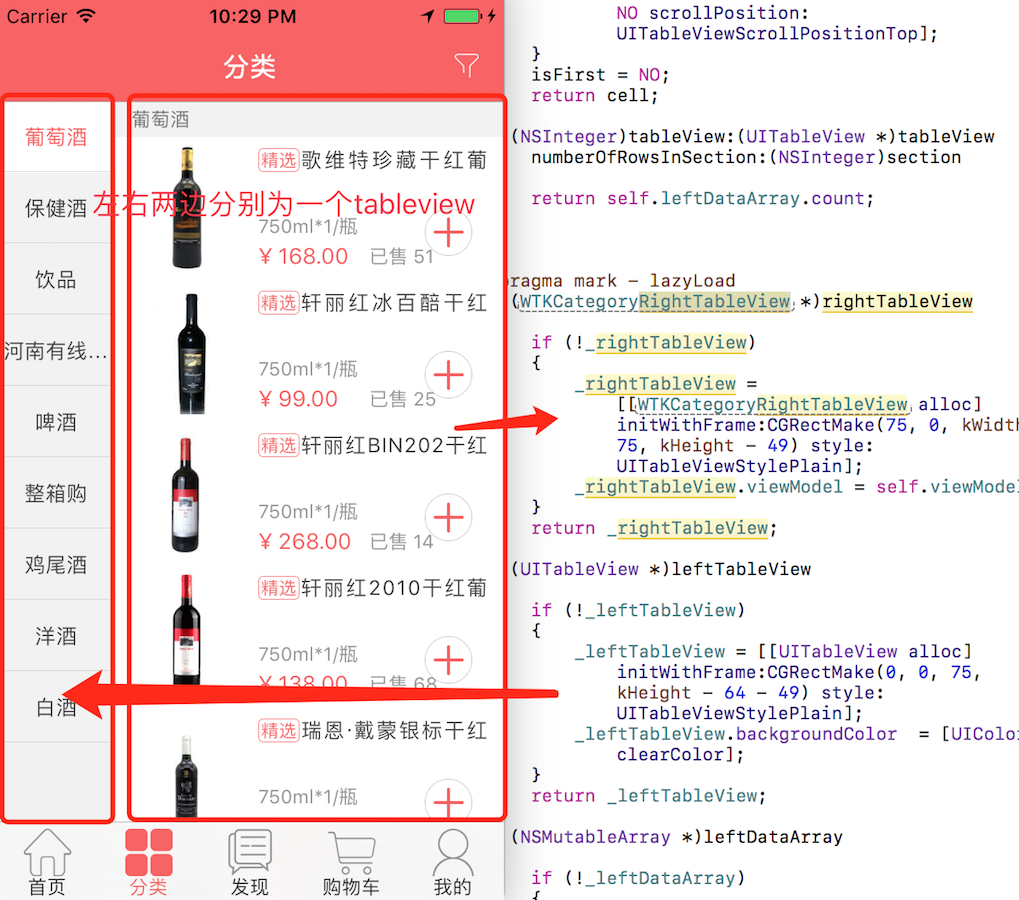 Carrier 10:29 PM
分类
葡萄酒
保健酒
饮品
河南有线...
啤酒
整箱购
鸡尾酒
洋酒
白酒
葡萄酒
精选 歌维特珍藏干红葡
左右两边分别为一个tableview
750ml*1/瓶
¥ 168.00 已售 51
精选 轩丽红冰百醅干红
750ml*1/瓶
¥ 99.00 已售 25
精选 轩丽红BIN202干红
750ml*1/瓶
¥ 268.00 已售 14
精选 轩丽红2010干红葡
750ml*1/瓶
¥ 138.00 已售 68
精选 瑞恩·戴蒙银标干红
750ml*1/瓶
首页 分类 发现 购物车 我的
NO scrollPosition:
UITableViewScrollPositionTop];
}
isFirst = NO;
return cell;
(NSInteger)tableView:(UITableView *)tableView
numberOfRowsInSection:(NSInteger)section
return self.leftDataArray.count;
ragma mark - lazyLoad
(WTKCategoryRightTableView *)rightTableView
if (!_rightTableView)
{
_rightTableView =
[[WTKCategoryRightTableView alloc]
initWithFrame:CGRectMake(75, 0, kWidth
75, kHeight - 49) style:
UITableViewStylePlain];
_rightTableView.viewModel = self.viewModel
}
return _rightTableView;
(UITableView *)leftTableView
if (!_leftTableView)
{
_leftTableView = [[UITableView alloc]
initWithFrame:CGRectMake(0, 0, 75,
kHeight - 64 - 49) style:
UITableViewStylePlain];
_leftTableView.backgroundColor = [UIColo
clearColor];
}
return _leftTableView;
(NSMutableArray *)leftDataArray
if (!_leftDataArray)
{